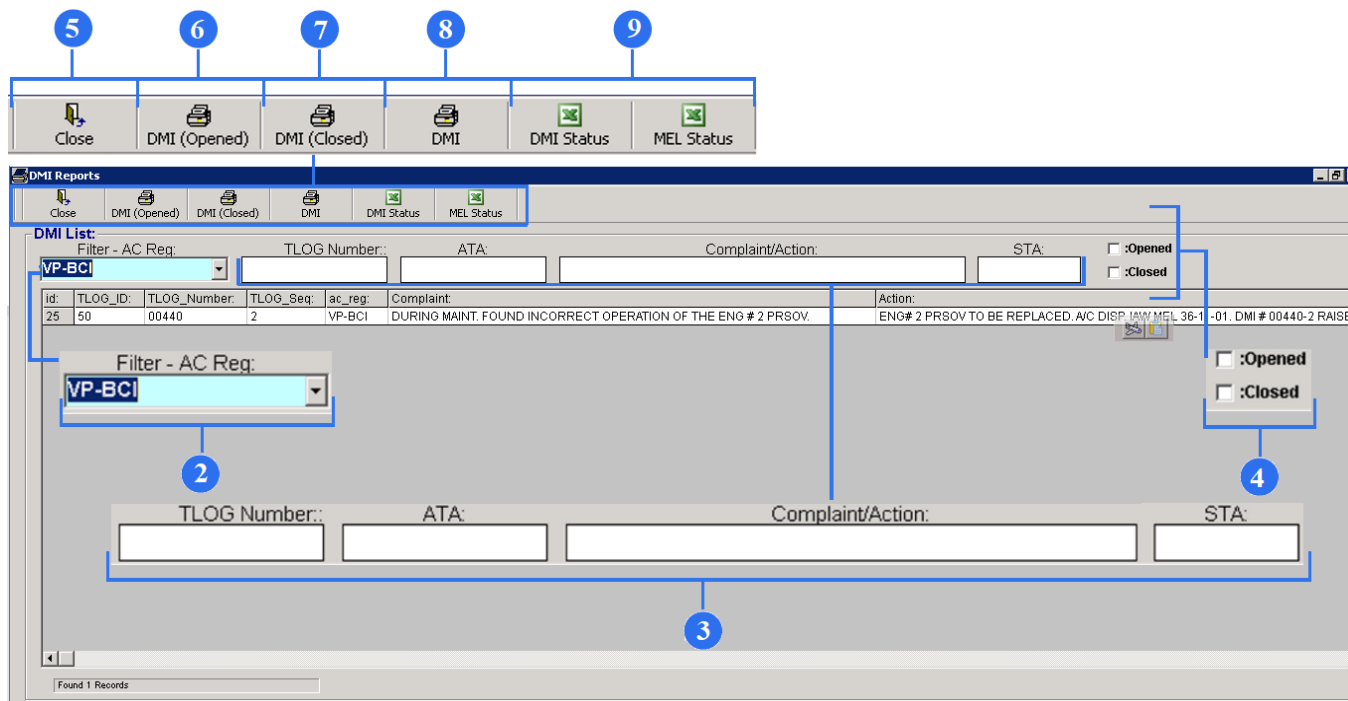 5 6 7 8 9
Close DMI (Opened) DMI (Closed) DMI DMI Status MEL Status
DMI Reports
Close DMI (Opened) DMI (Closed) DMI DMI Status MEL Status
DMI List:
Filter - AC Reg: TLOG Number:: ATA: Complaint/Action: STA: :Opened
VP-BCI :Closed
id: TLOG_ID: TLOG_Number: TLOG_Seq: ac_reg: Complaint: Action:
25 50 00440 2 VP-BCI DURING MAINT. FOUND INCORRECT OPERATION OF THE ENG # 2 PRSOV. ENG# 2 PRSOV TO BE REPLACED. A/C DISP. IAW MEL 36-1 -01. DMI # 00440-2 RAISE
Filter - AC Reg: :Opened
VP-BCI :Closed
2 4
TLOG Number:: ATA: Complaint/Action: STA:
3
Found 1 Records